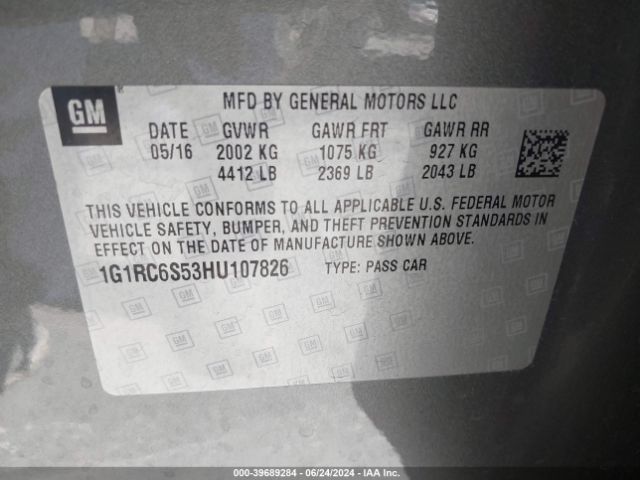 GM
MFD BY GENERAL MOTORS LLC
DATE GVWR GAWR FRT GAWR RR
05/16 2002 KG 1075 KG 927 KG
4412 LB 2369 LB 2043 LB
THIS VEHICLE CONFORMS TO ALL APPLICABLE U.S. FEDERAL MOTOR
VEHICLE SAFETY, BUMPER, AND THEFT PREVENTION STANDARDS IN
EFFECT ON THE DATE OF MANUFACTURE SHOWN ABOVE.
1G1RC6S53HU107826 TYPE: PASS CAR
000-39689284 / 06/24/2024 / IAA Inc.